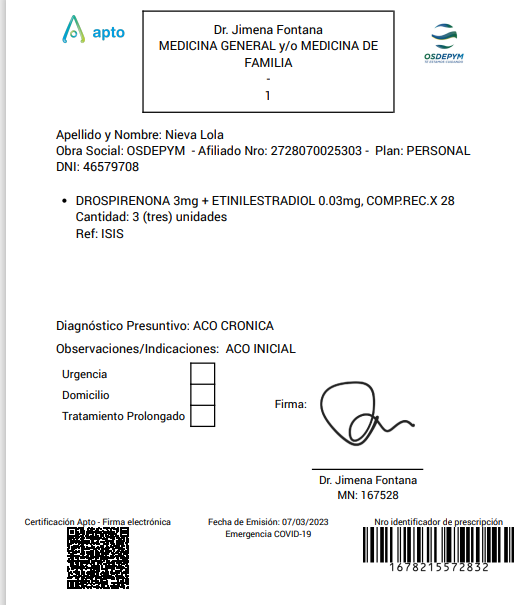 apto
Dr. Jimena Fontana
MEDICINA GENERAL y/o MEDICINA DE
FAMILIA
-
1
OSDEPYM
Apellido y Nombre: Nieva Lola
Obra Social: OSDEPYM - Afiliado Nro: 2728070025303 - Plan: PERSONAL
DNI: 46579708
• DROSPIRENONA 3mg + ETINILESTRADIOL 0.03mg, COMP.REC.X 28
Cantidad: 3 (tres) unidades
Ref: ISIS
Diagnóstico Presuntivo: ACO CRONICA
Observaciones/Indicaciones: ACO INICIAL
Urgencia
Domicilio
Tratamiento Prolongado
Firma:
Dr. Jimena Fontana
MN: 167528
Certificación Apto - Firma electrónica
Fecha de Emisión: 07/03/2023
Emergencia COVID-19
Nro identificador de prescripción
1678215572832